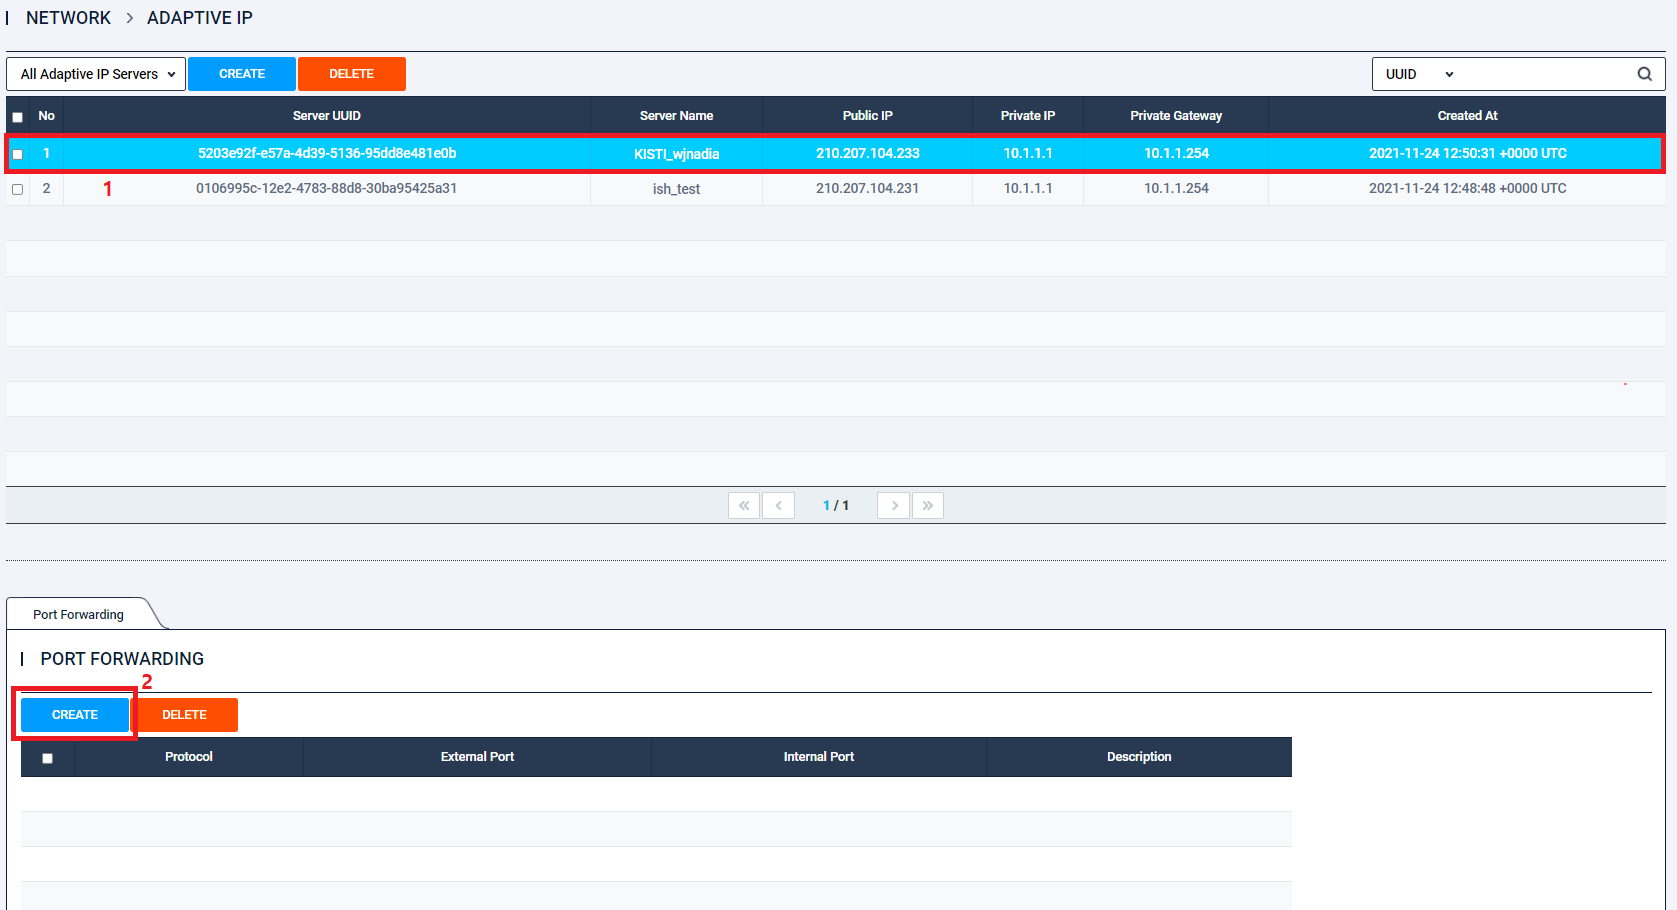 NETWORK > ADAPTIVE IP
All Adaptive IP Servers CREATE DELETE UUID
No Server UUID Server Name Public IP Private IP Private Gateway Created At
1 5203e92f-e57a-4d39-5136-95dd8e481e0b KISTI_wjnadia 210.207.104.233 10.1.1.1 10.1.1.254 2021-11-24 12:50:31 +0000 UTC
2 1 0106995c-12e2-4783-88d8-30ba95425a31 ish_test 210.207.104.231 10.1.1.1 10.1.1.254 2021-11-24 12:48:48 +0000 UTC
« < 1 / 1 > »
Port Forwarding
PORT FORWARDING
2
CREATE DELETE
Protocol External Port Internal Port Description